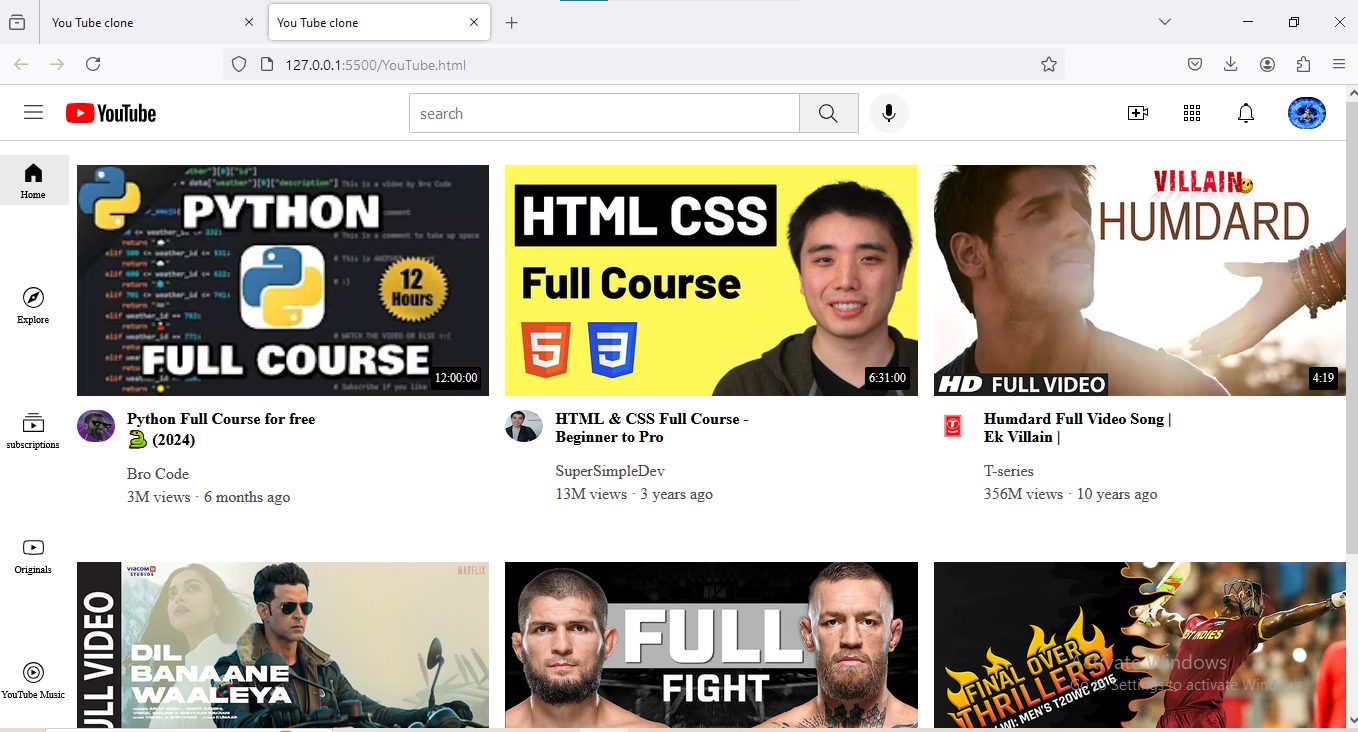 You Tube clone
You Tube clone
127.0.0.1:5500/YouTube.html
YouTube
search
Home
Explore
subscriptions
Originals
YouTube Music
PYTHON
12
Hours
FULL COURSE
12:00:00
Python Full Course for free
🐍 (2024)
Bro Code
3M views · 6 months ago
HTML CSS
Full Course
6:31:00
HTML & CSS Full Course -
Beginner to Pro
SuperSimpleDev
13M views · 3 years ago
VILLAIN
HUMDARD
HD FULL VIDEO
4:19
Humdard Full Video Song |
Ek Villain |
T-series
356M views · 10 years ago
VIACOM18
STUDIOS
MARFLIX
FULL VIDEO
DIL
BANAANE
WAALEYA
FULL
FIGHT
FINAL OVER
THRILLERS
MEN'S T20WC 2016
Activate Windows
Go to Settings to activate Windows